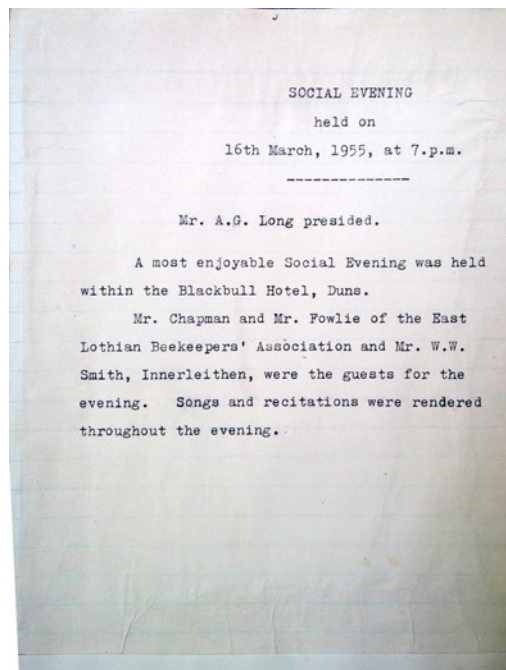 SOCIAL EVENING
held on
16th March, 1955, at 7.p.m.
--------------
Mr. A.G. Long presided.
A most enjoyable Social Evening was held
within the Blackbull Hotel, Duns.
Mr. Chapman and Mr. Fowlie of the East
Lothian Beekeepers' Association and Mr. W.W.
Smith, Innerleithen, were the guests for the
evening. Songs and recitations were rendered
throughout the evening.